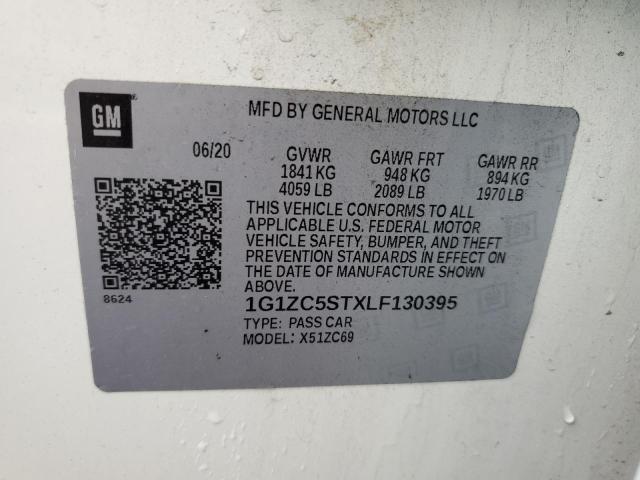 GM
MFD BY GENERAL MOTORS LLC
06/20
GVWR GAWR FRT GAWR RR
1841 KG 948 KG 894 KG
4059 LB 2089 LB 1970 LB
THIS VEHICLE CONFORMS TO ALL
APPLICABLE U.S. FEDERAL MOTOR
VEHICLE SAFETY, BUMPER, AND THEFT
PREVENTION STANDARDS IN EFFECT ON
THE DATE OF MANUFACTURE SHOWN
ABOVE.
8624
1G1ZC5STXLF130395
TYPE: PASS CAR
MODEL: X51ZC69